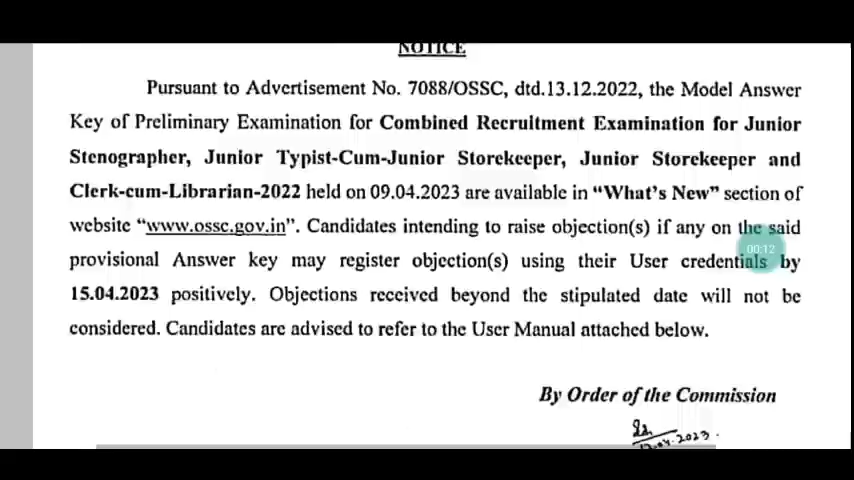 NOTICE
Pursuant to Advertisement No. 7088/OSSC, dtd.13.12.2022, the Model Answer
Key of Preliminary Examination for Combined Recruitment Examination for Junior
Stenographer, Junior Typist-Cum-Junior Storekeeper, Junior Storekeeper and
Clerk-cum-Librarian-2022 held on 09.04.2023 are available in “What's New” section of
website “www.ossc.gov.in”. Candidates intending to raise objection(s) if any on the said
00:12
provisional Answer key may register objection(s) using their User credentials by
15.04.2023 positively. Objections received beyond the stipulated date will not be
considered. Candidates are advised to refer to the User Manual attached below.
By Order of the Commission